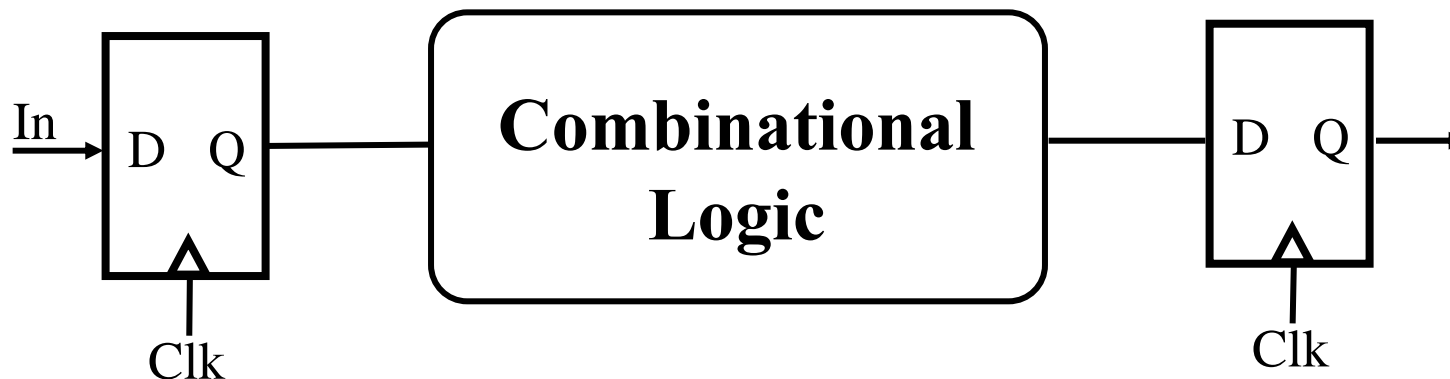 In
D Q
Clk
Combinational
Logic
D Q
Clk